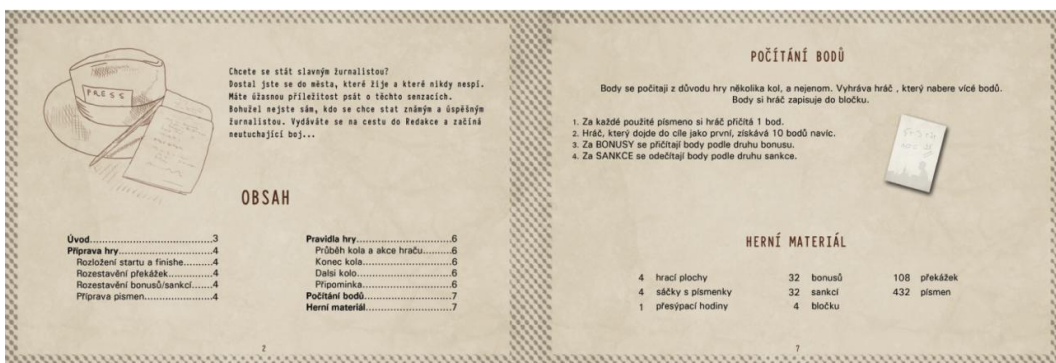 PRESS
Chcete se stát slavným žurnalistou?
Dostal jste se do města, které žije a které nikdy nespí.
Máte úžasnou příležitost psát o těchto senzacích.
Bohužel nejste sám, kdo se chce stat známým a úspěšným
žurnalistou. Vydáváte se na cestu do Redakce a začíná
neutuchající boj...
OBSAH
Úvod.................................3
Příprava hry.........................4
Rozložení startu a finishe..........4
Rozestavění překážek................4
Rozestavění bonusů/sankcí.......4
Příprava pismen.....................4
Pravidla hry.........................6
Průběh kola a akce hraču.........6
Konec kola...........................6
Dalsi kolo............................6
Připominka...........................6
Počítání bodů........................7
Herní materiál.......................7
2
POČÍTÁNÍ BODŮ
Body se počitaji z důvodu hry několika kol, a nejenom. Vyhráva hráč , který nabere vícé bodů.
Body si hráč zapisuje do bločku.
1. Za každé použité písmeno si hráč přičítá 1 bod.
2. Hráč, který dojde do cíle jako první, získává 10 bodů navíc.
3. Za BONUSY se přičítají body podle druhu bonusu.
4. Za SANKCE se odečítají body podle druhu sankce.
HERNÍ MATERIÁL
4 hrací plochy 32 bonusů 108 překážek
4 sáčky s písmenky 32 sankcí 432 písmen
1 přesýpací hodiny 4 bločku
7